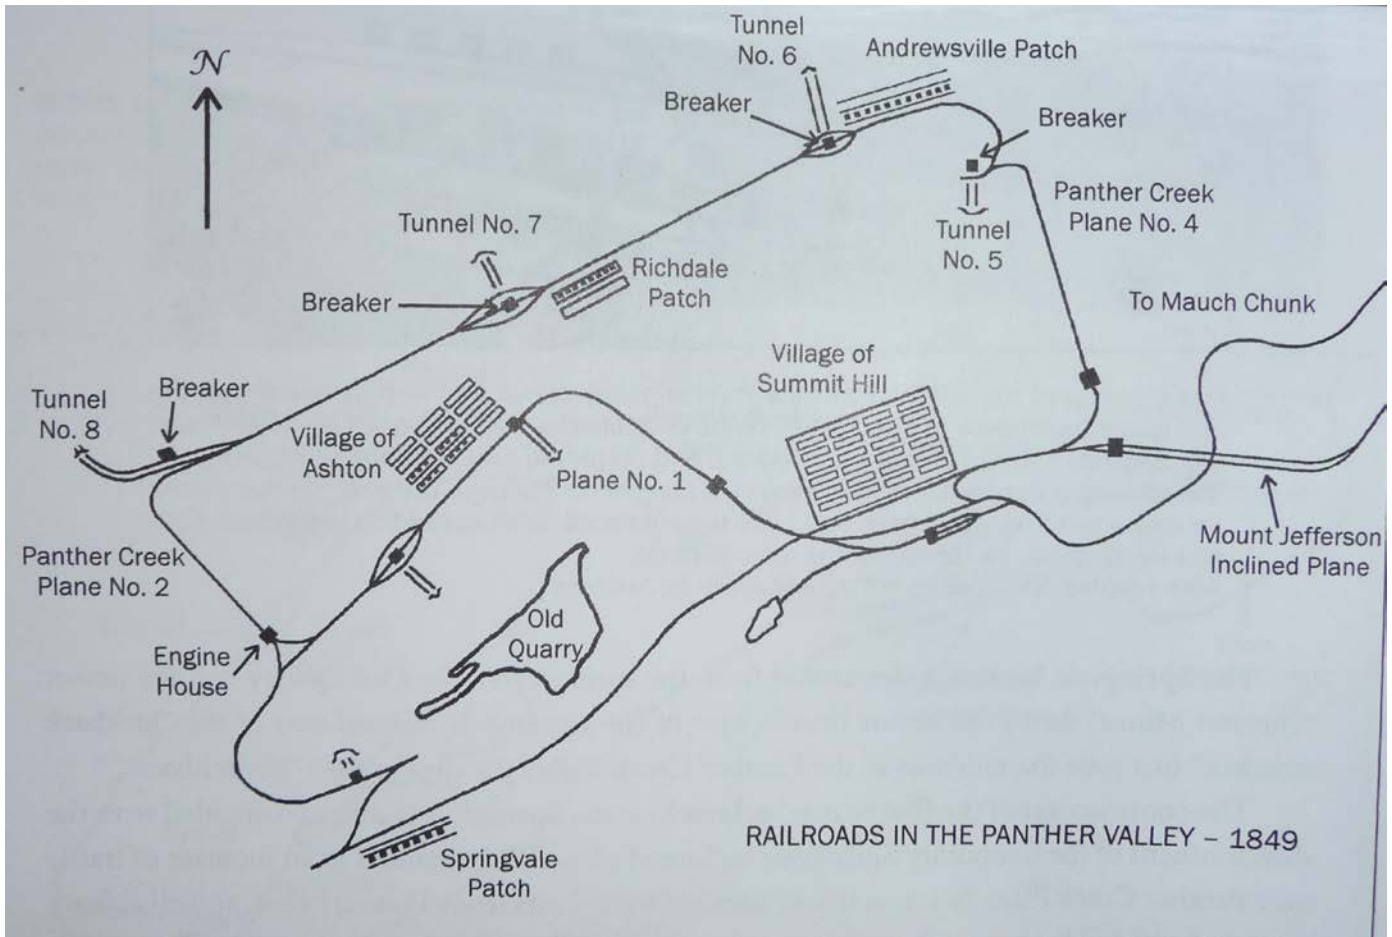 Tunnel
No. 6
Andrewsville Patch
N
Breaker
Breaker
Panther Creek
Plane No. 4
Tunnel No. 7
Tunnel
No. 5
Richdale
Patch
Breaker
To Mauch Chunk
Village of
Summit Hill
Breaker
Tunnel
No. 8
Village of
Ashton
Plane No. 1
Mount Jefferson
Inclined Plane
Panther Creek
Plane No. 2
Old
Quarry
Engine
House
RAILROADS IN THE PANTHER VALLEY – 1849
Springvale
Patch